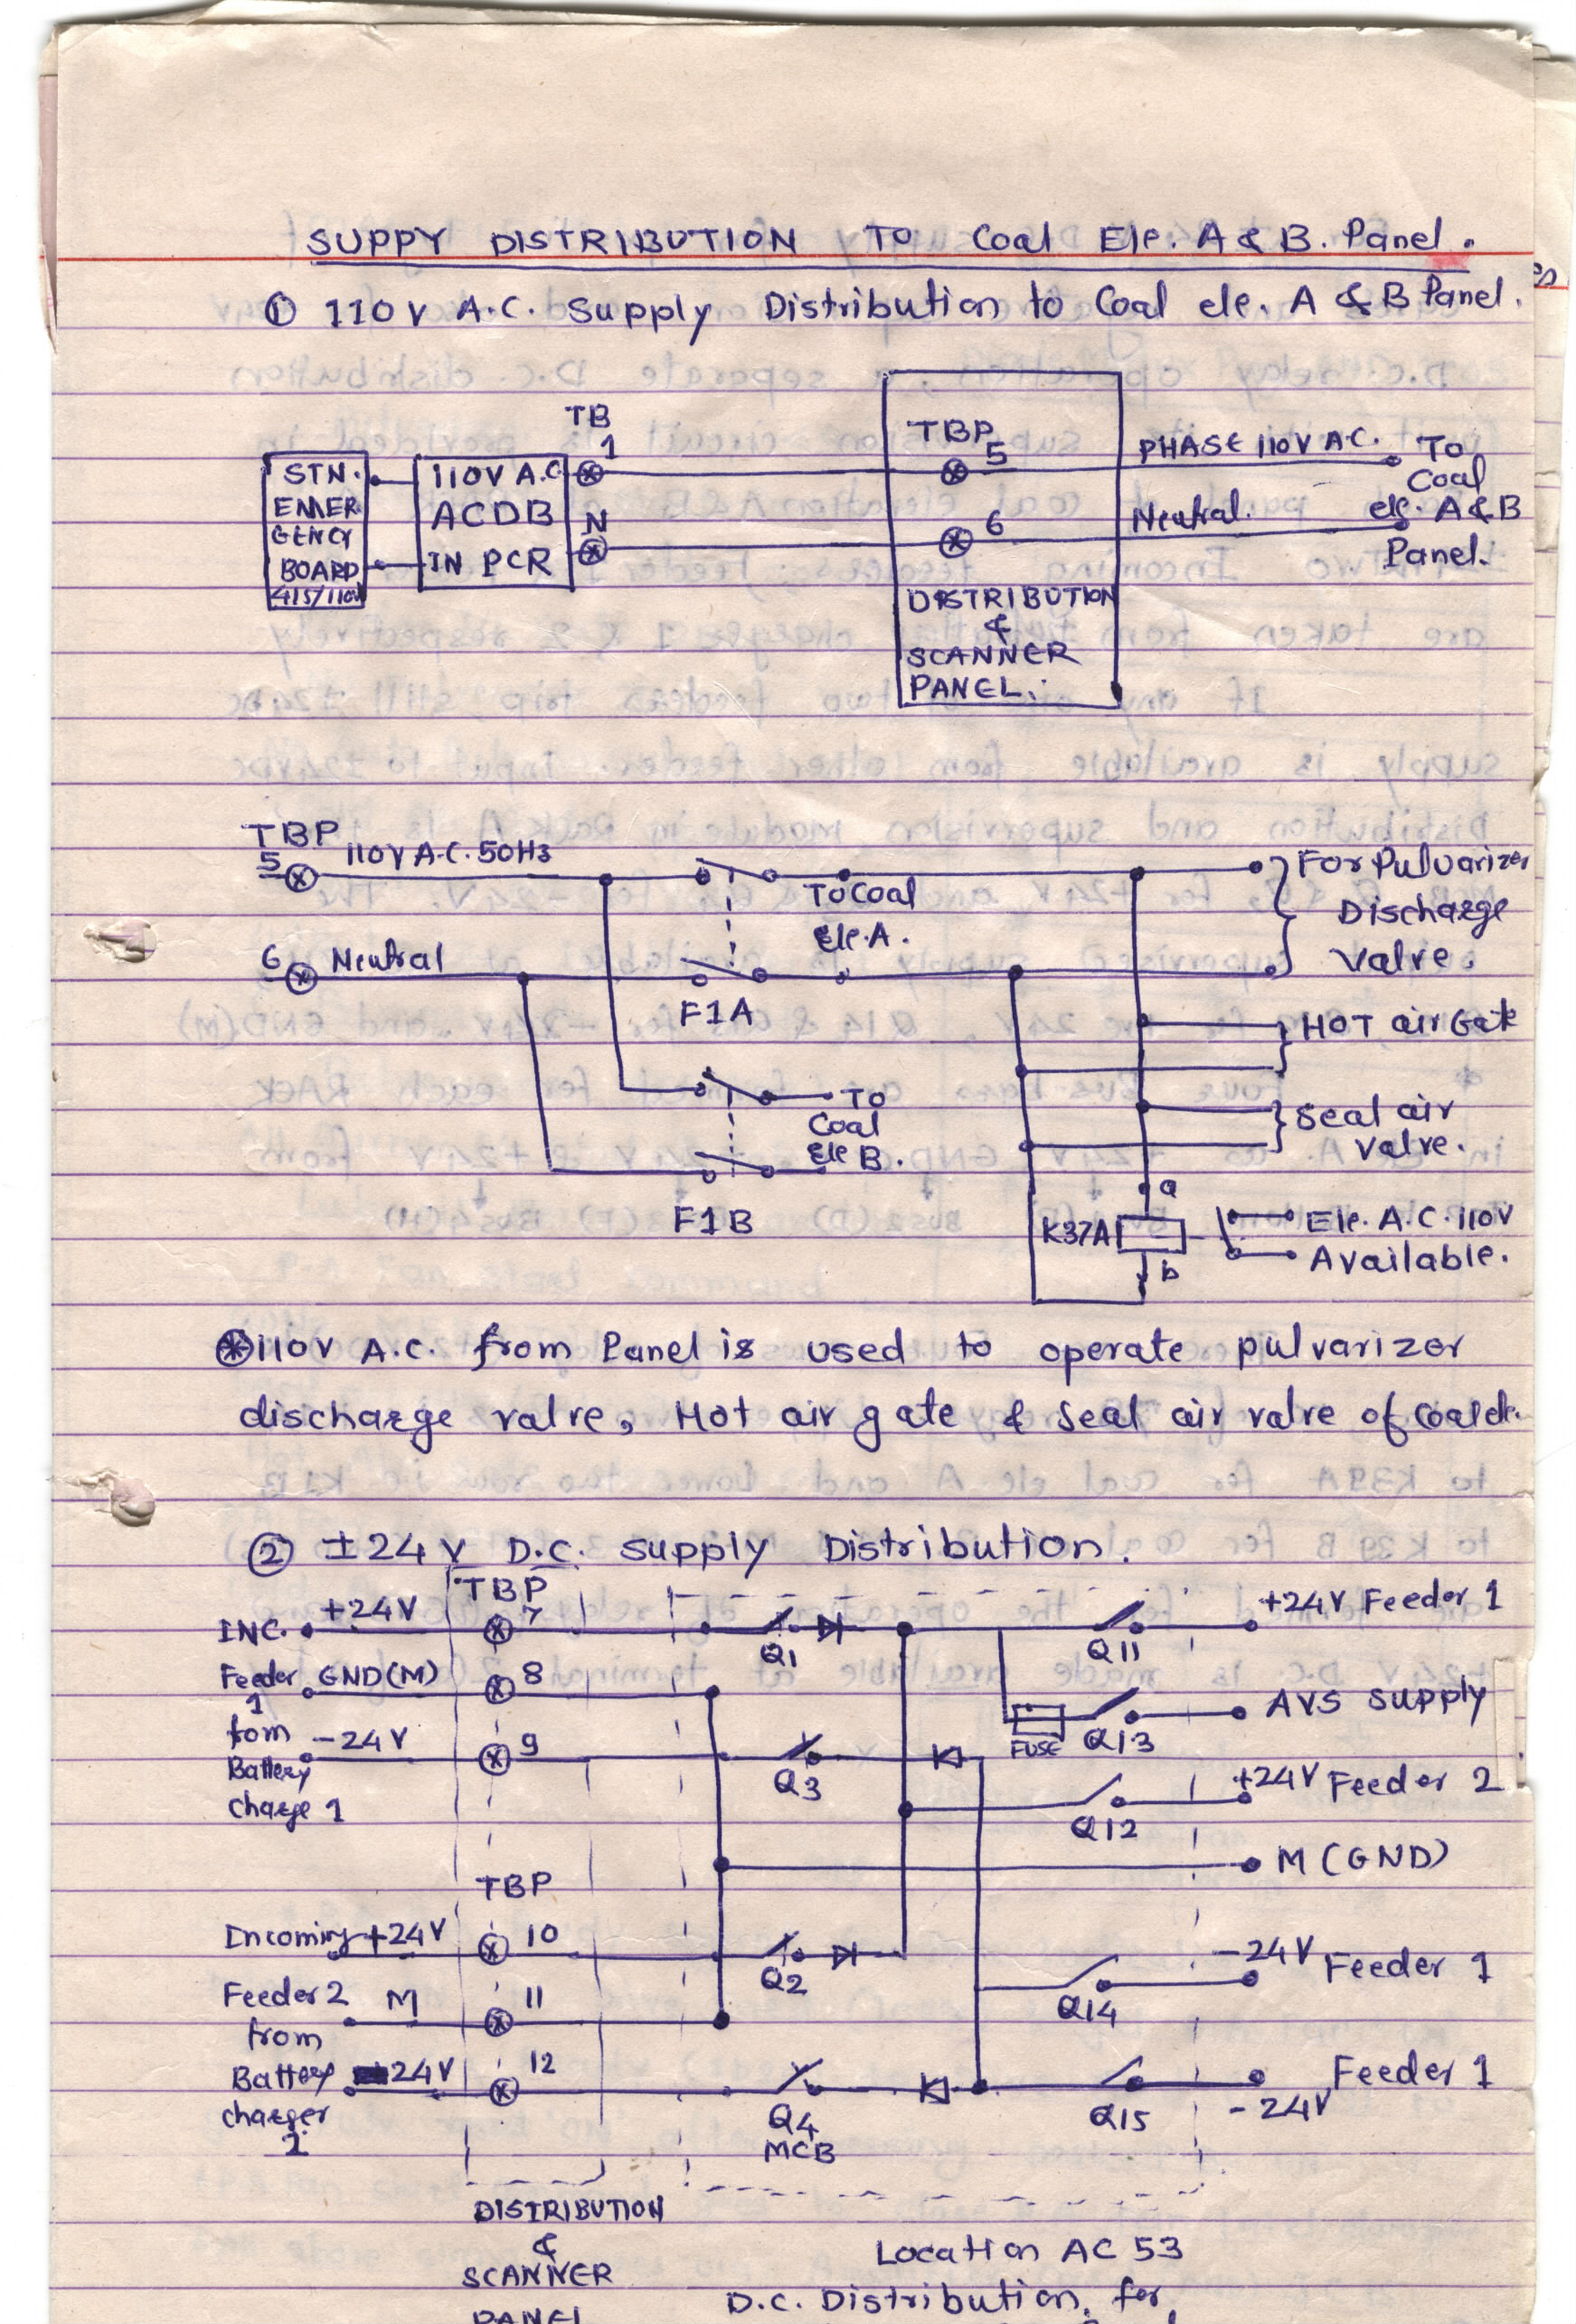 SUPPY DISTRIBUTION TO Coal Ele. A & B. Panel.
① 110 V A.C. Supply Distribution to Coal ele. A & B Panel.
TB
1
N
STN.
EMER
GENCY
BOARD
415/110V
110V A.C.
ACDB
IN PCR
TBP
5
6
DISTRIBUTION
&
SCANNER
PANEL.
PHASE 110V A.C.
Neutral.
To
Coal
ele. A & B
Panel.
TBP
5 110V A.C. 50Hz
6 Neutral
To Coal
Ele. A.
F1A
To
Coal
Ele B.
F1B
For Pulvarizer
Discharge
Valve.
HOT air Gate
Seal air
Valve.
a
K37A
b
Ele. A.C. 110V
Available.
110V A.C. from Panel is used to operate pulvarizer
discharge valve, Hot air gate & Seal air valve of Coal ele.
② ±24 V D.C. supply Distribution.
TBP
INC. +24V 7
Feeder GND(M) 8
1
from -24V 9
Battery
Charge 1
Q1
Q3
Q11
+24V Feeder 1
FUSE Q13
AVS SUPPLY
Q12
+24V Feeder 2
M (GND)
TBP
Incoming +24V 10
Feeder 2 M 11
from
Battery 24V 12
charger
2
Q2
Q4
MCB
Q14
-24V Feeder 1
Q15
Feeder 1
-24V
DISTRIBUTION
&
SCANNER
PANEL
Location AC 53
D.C. Distribution, for